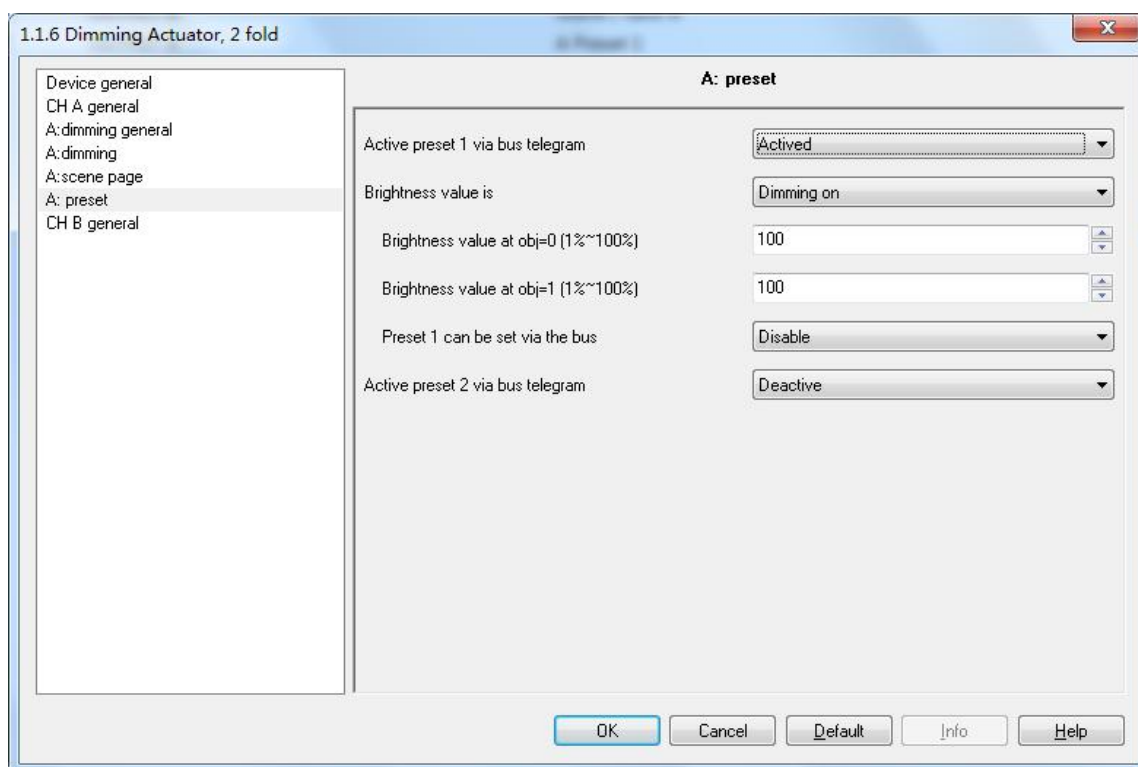 1.1.6 Dimming Actuator, 2 fold
Device general
CH A general
A:dimming general
A:dimming
A:scene page
A: preset
CH B general
A: preset
Active preset 1 via bus telegram Actived
Brightness value is Dimming on
Brightness value at obj=0 (1%~100%) 100
Brightness value at obj=1 (1%~100%) 100
Preset 1 can be set via the bus Disable
Active preset 2 via bus telegram Deactive
OK Cancel Default Info Help